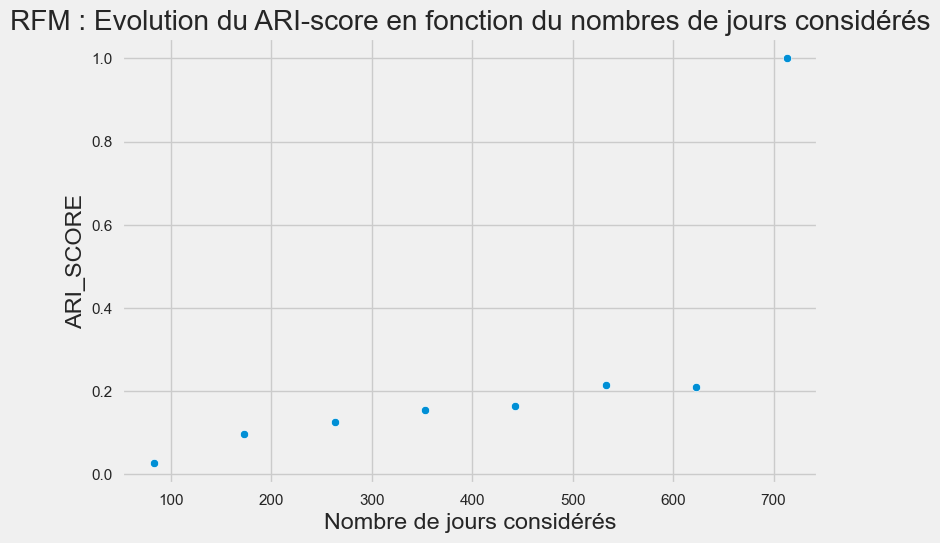 RFM : Evolution du ARI-score en fonction du nombres de jours considérés
1.0
0.8
0.6
0.4
0.2
0.0
ARI_SCORE
100 200 300 400 500 600 700
Nombre de jours considérés